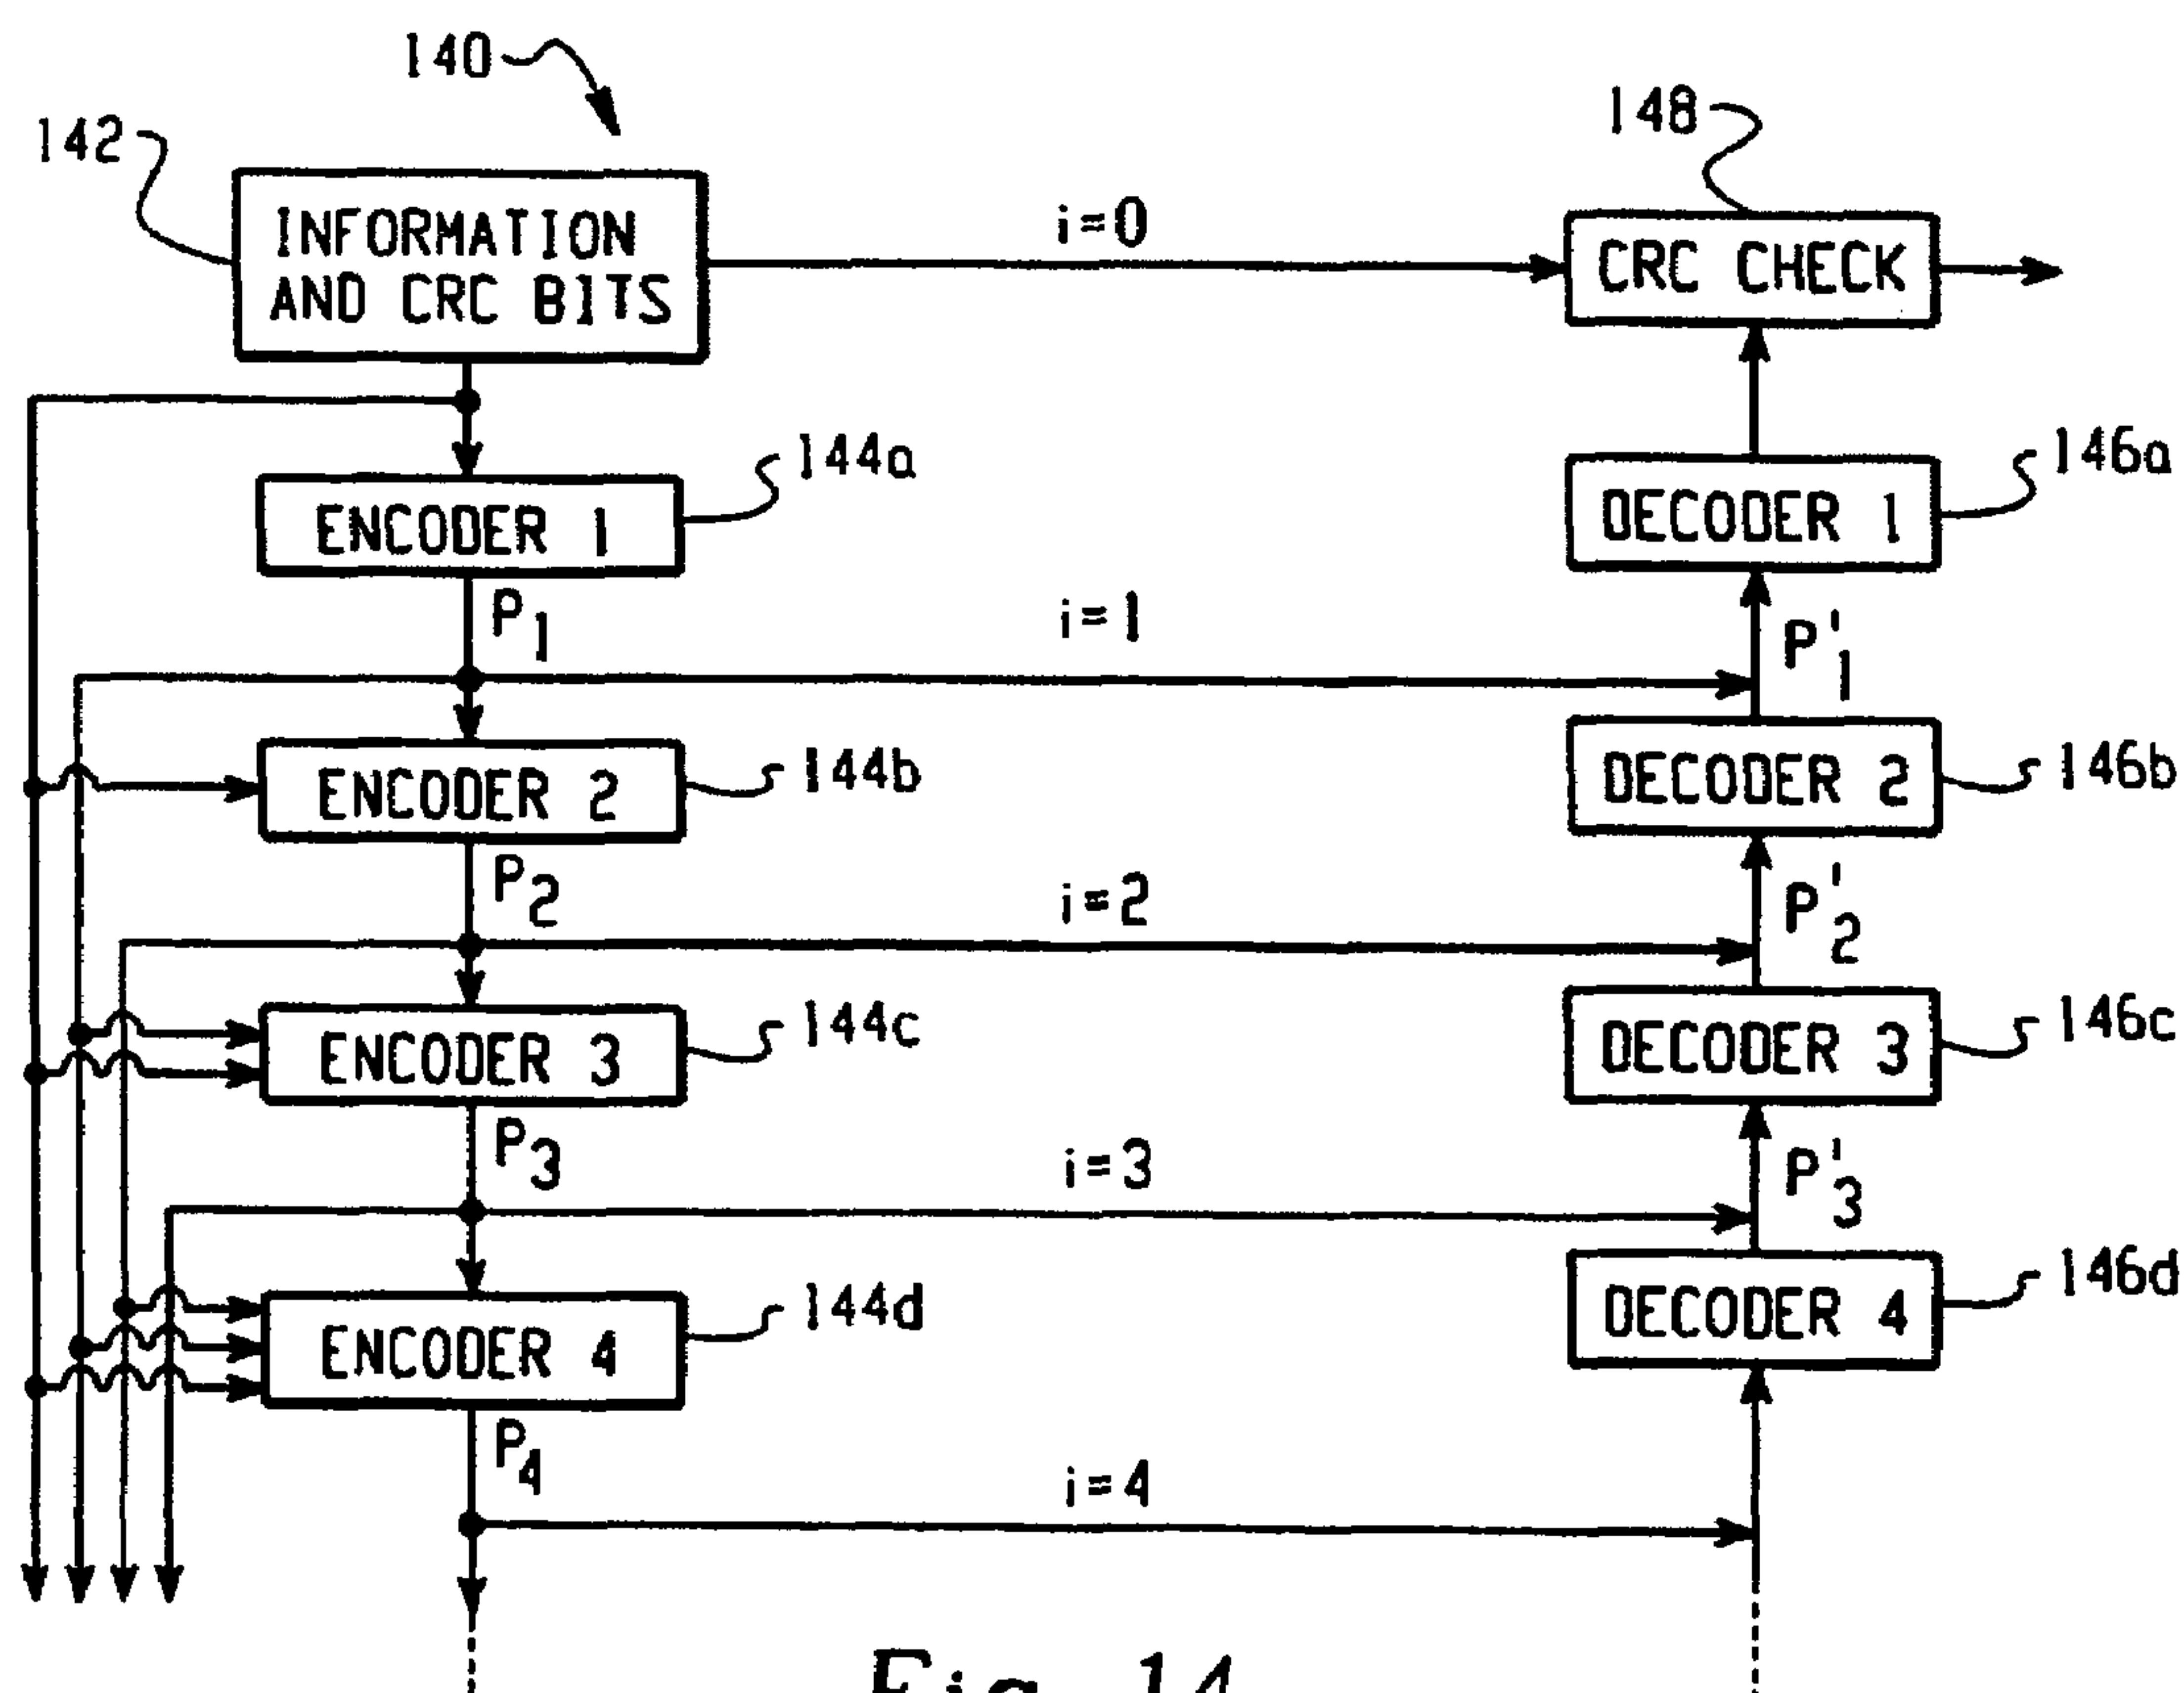 140
142
148
INFORMATION
AND CRC BITS
i=0
CRC CHECK
144a
146a
ENCODER 1
DECODER 1
P1
i=1
P'1
144b
146b
ENCODER 2
DECODER 2
P2
i=2
P'2
144c
146c
ENCODER 3
DECODER 3
P3
i=3
P'3
144d
146d
ENCODER 4
DECODER 4
P4
i=4
Fig. 14